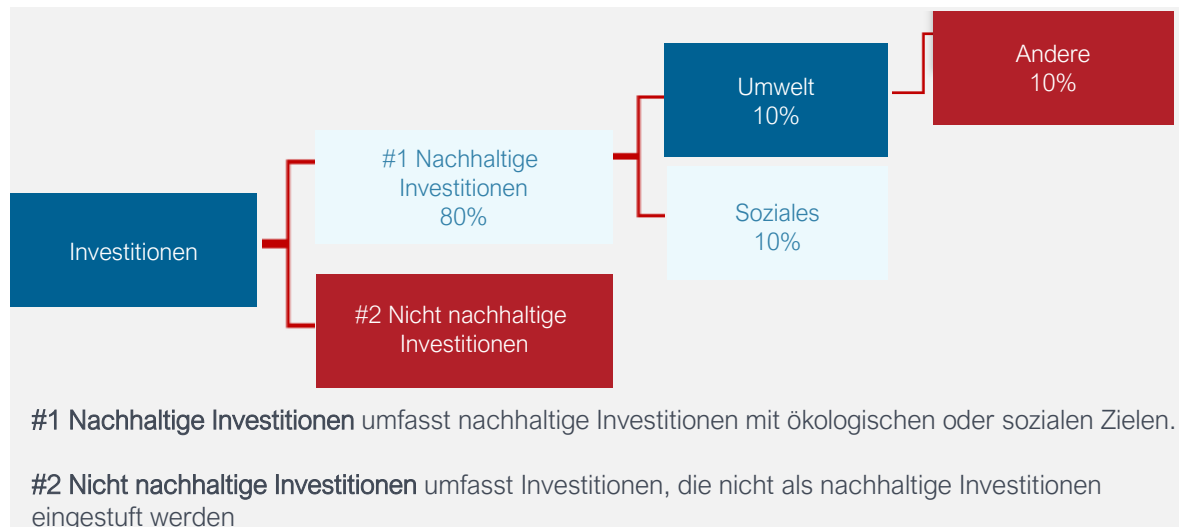 Investitionen
#1 Nachhaltige
Investitionen
80%
#2 Nicht nachhaltige
Investitionen
Umwelt
10%
Soziales
10%
Andere
10%
#1 Nachhaltige Investitionen umfasst nachhaltige Investitionen mit ökologischen oder sozialen Zielen.
#2 Nicht nachhaltige Investitionen umfasst Investitionen, die nicht als nachhaltige Investitionen
eingestuft werden